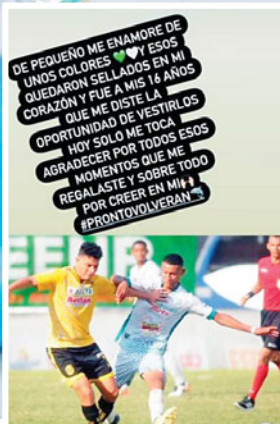 DE PEQUEÑO ME ENAMORE DE
UNOS COLORES 💚🤍Y ESOS
QUEDARON SELLADOS EN MI
CORAZÓN Y FUE A MIS 16 AÑOS
QUE ME DISTE LA
OPORTUNIDAD DE VESTIRLOS
HOY SOLO ME TOCA
AGRADECER POR TODOS ESOS
MOMENTOS QUE ME
REGALASTE Y SOBRE TODO
POR CREER EN MI🙌🏻
#PRONTOVOLVERAN🦈